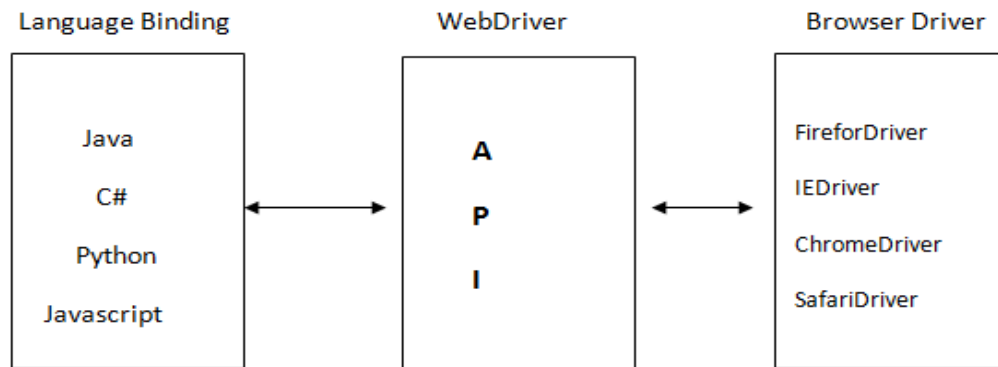 Language Binding
WebDriver
Browser Driver
Java
C#
Python
Javascript
A
P
I
FireforDriver
IEDriver
ChromeDriver
SafariDriver